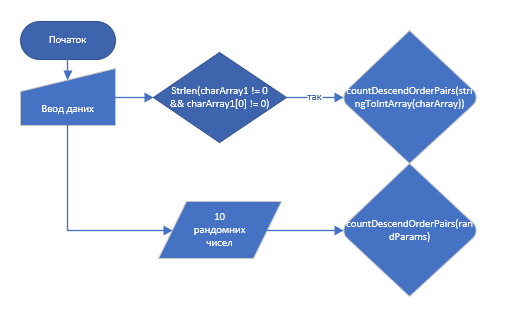 Початок
Ввод даних
Strlen(charArray1 != 0
&& charArray1[0] != 0)
так
countDescendOrderPairs(stri
ngToIntArray(charArray))
10
рандомних
чисел
countDescendOrderPairs(ran
dParams)